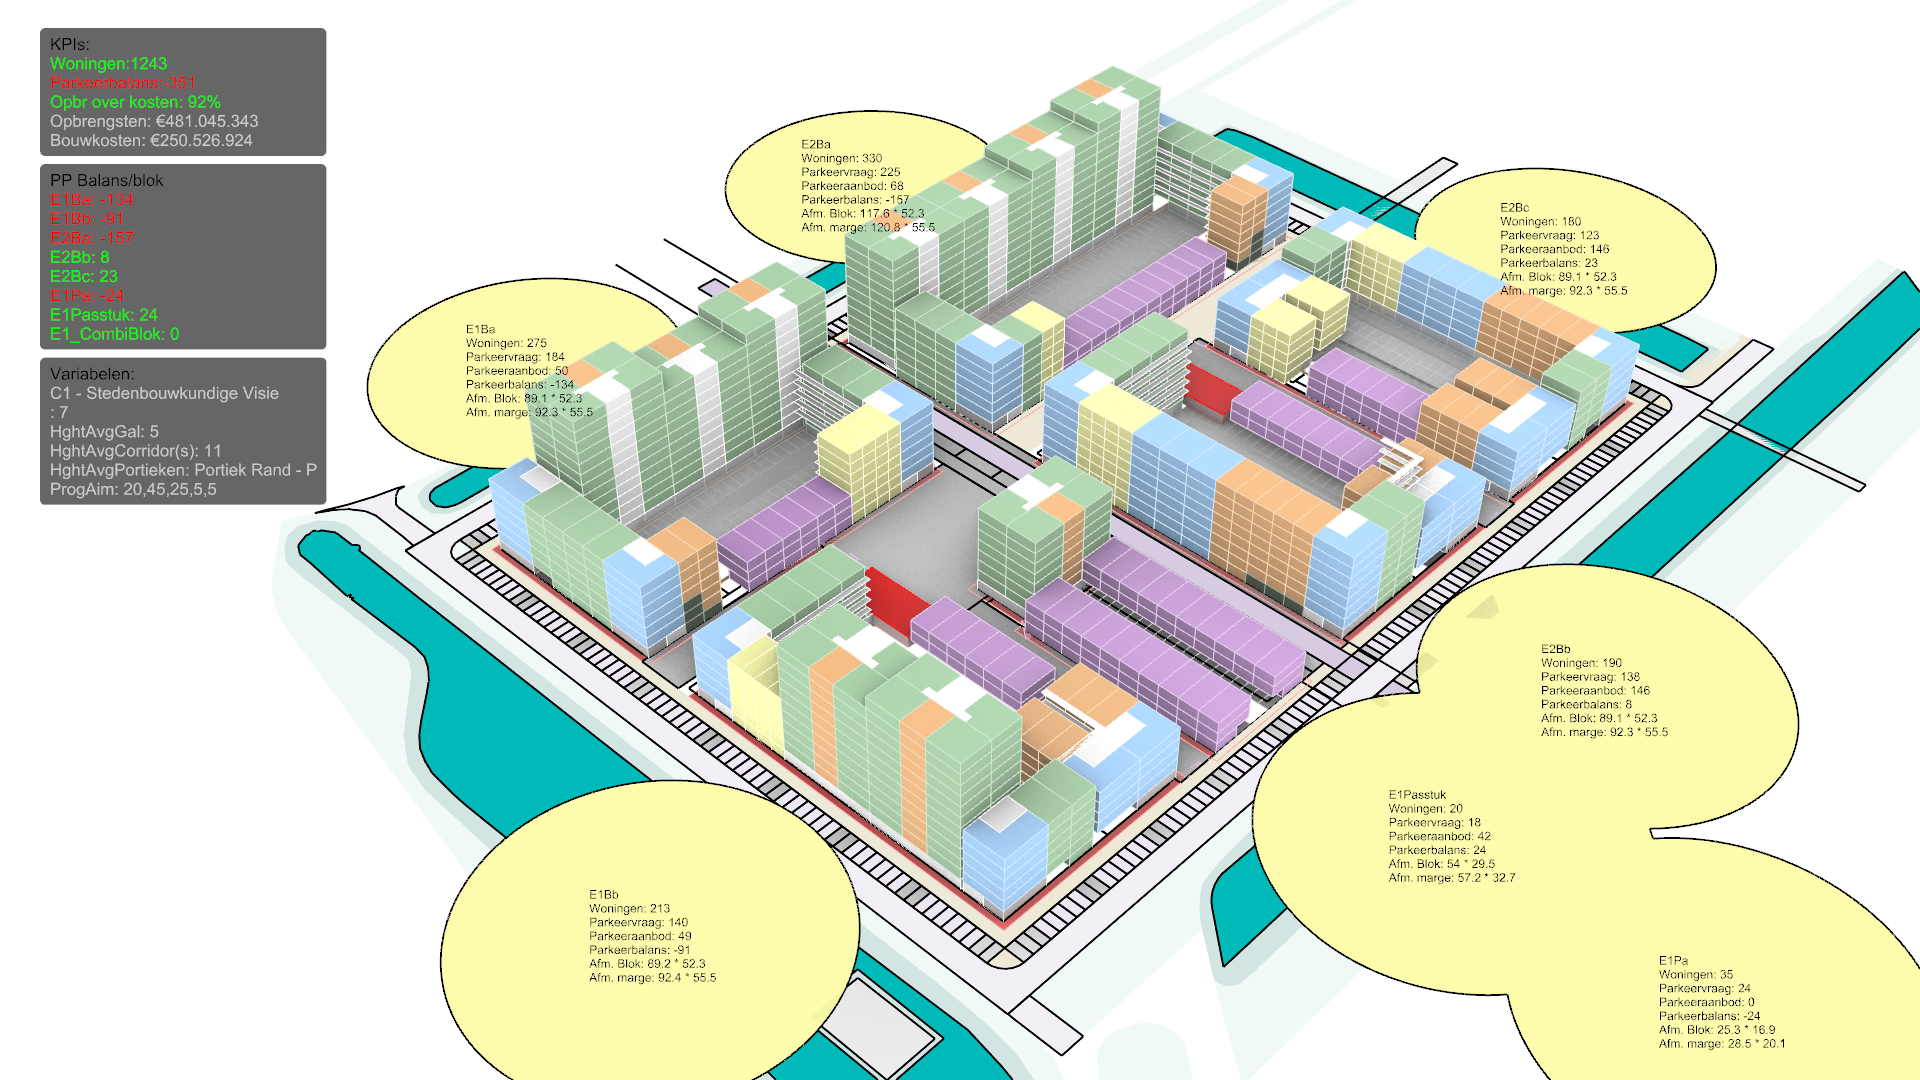 KPIs:
Woningen:1243
Parkeerbalans:-351
Opbr over kosten: 92%
Opbrengsten: €481.045.343
Bouwkosten: €250.526.924
PP Balans/blok
E1Ba: -134
E1Bb: -91
E2Ba: -157
E2Bb: 8
E2Bc: 23
E1Pa: -24
E1Passtuk: 24
E1_CombiBlok: 0
Variabelen:
C1 - Stedenbouwkundige Visie
: 7
HghtAvgGal: 5
HghtAvgCorridor(s): 11
HghtAvgPortieken: Portiek Rand - P
ProgAim: 20,45,25,5,5
E2Ba
Woningen: 330
Parkeervraag: 225
Parkeeraanbod: 68
Parkeerbalans: -157
Afm. Blok: 117.6 * 52.3
Afm. marge: 120.8 * 55.5
E2Bc
Woningen: 180
Parkeervraag: 123
Parkeeraanbod: 146
Parkeerbalans: 23
Afm. Blok: 89.1 * 52.3
Afm. marge: 92.3 * 55.5
E1Ba
Woningen: 275
Parkeervraag: 184
Parkeeraanbod: 50
Parkeerbalans: -134
Afm. Blok: 89.1 * 52.3
Afm. marge: 92.3 * 55.5
E2Bb
Woningen: 190
Parkeervraag: 138
Parkeeraanbod: 146
Parkeerbalans: 8
Afm. Blok: 89.1 * 52.3
Afm. marge: 92.3 * 55.5
E1Passtuk
Woningen: 20
Parkeervraag: 18
Parkeeraanbod: 42
Parkeerbalans: 24
Afm. Blok: 54 * 29.5
Afm. marge: 57.2 * 32.7
E1Bb
Woningen: 213
Parkeervraag: 140
Parkeeraanbod: 49
Parkeerbalans: -91
Afm. Blok: 89.2 * 52.3
Afm. marge: 92.4 * 55.5
E1Pa
Woningen: 35
Parkeervraag: 24
Parkeeraanbod: 0
Parkeerbalans: -24
Afm. Blok: 25.3 * 16.9
Afm. marge: 28.5 * 20.1